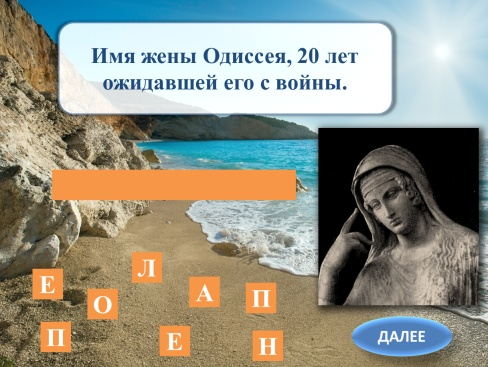 Имя жены Одиссея, 20 лет
ожидавшей его с войны.
Е
О
Л
А
П
П
Е
Н
ДАЛЕЕ